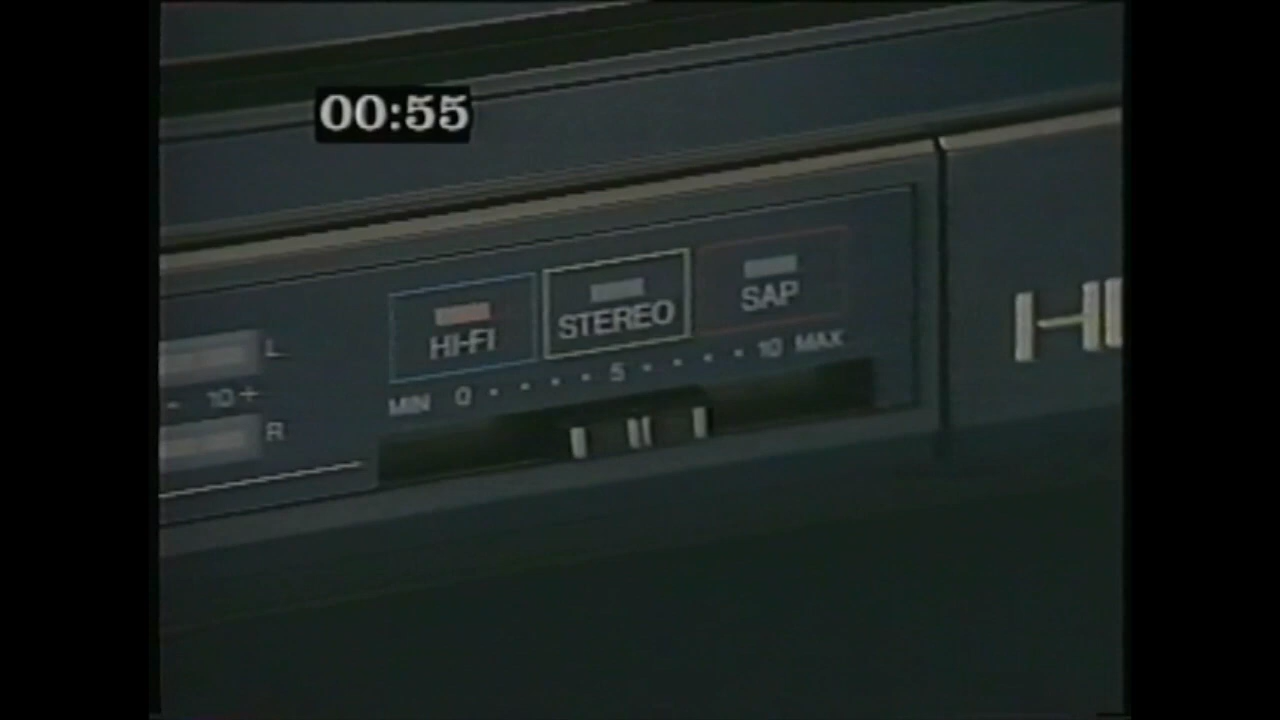 00:55
HI-FI
STEREO
SAP
L
- 10+
R
MIN 0 • • • • 5 • • • • 10 MAX